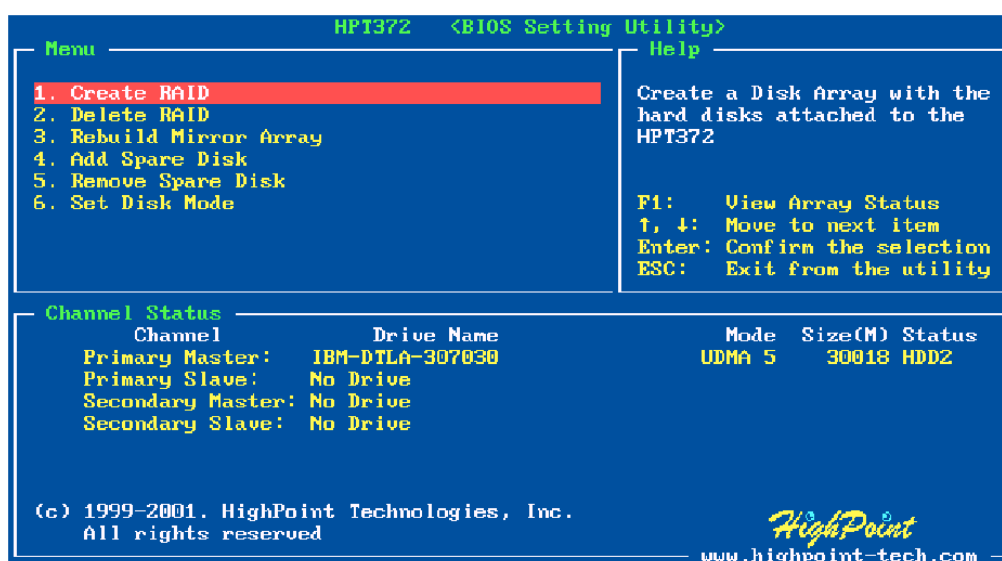 HPT372 <BIOS Setting Utility>
Menu
1. Create RAID
2. Delete RAID
3. Rebuild Mirror Array
4. Add Spare Disk
5. Remove Spare Disk
6. Set Disk Mode
Help
Create a Disk Array with the
hard disks attached to the
HPT372
F1: View Array Status
↑, ↓: Move to next item
Enter: Confirm the selection
ESC: Exit from the utility
Channel Status
Channel Drive Name Mode Size(M) Status
Primary Master: IBM-DTLA-307030 UDMA 5 30018 HDD2
Primary Slave: No Drive
Secondary Master: No Drive
Secondary Slave: No Drive
(c) 1999-2001. HighPoint Technologies, Inc.
All rights reserved
HighPoint
www.highpoint-tech.com